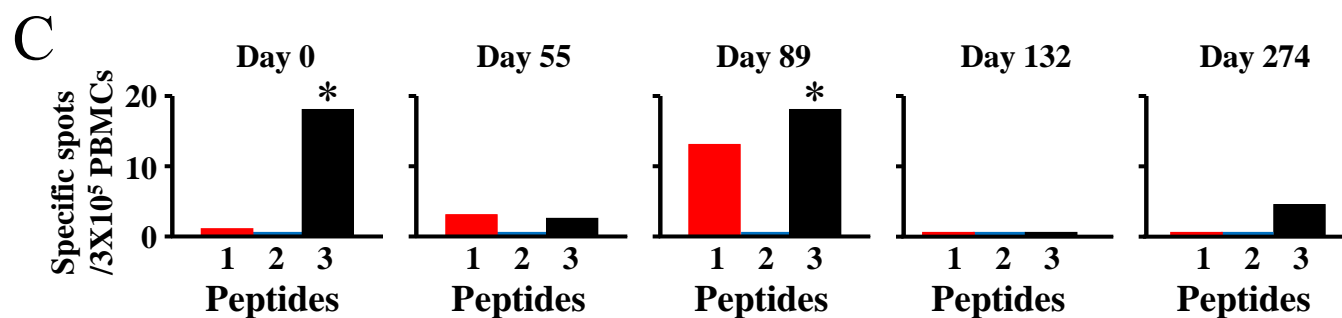 C
Day 0 Day 55 Day 89 Day 132 Day 274
Specific spots
/3X10⁵ PBMCs
20 * *
10
0
1 2 3 1 2 3 1 2 3 1 2 3 1 2 3
Peptides Peptides Peptides Peptides Peptides